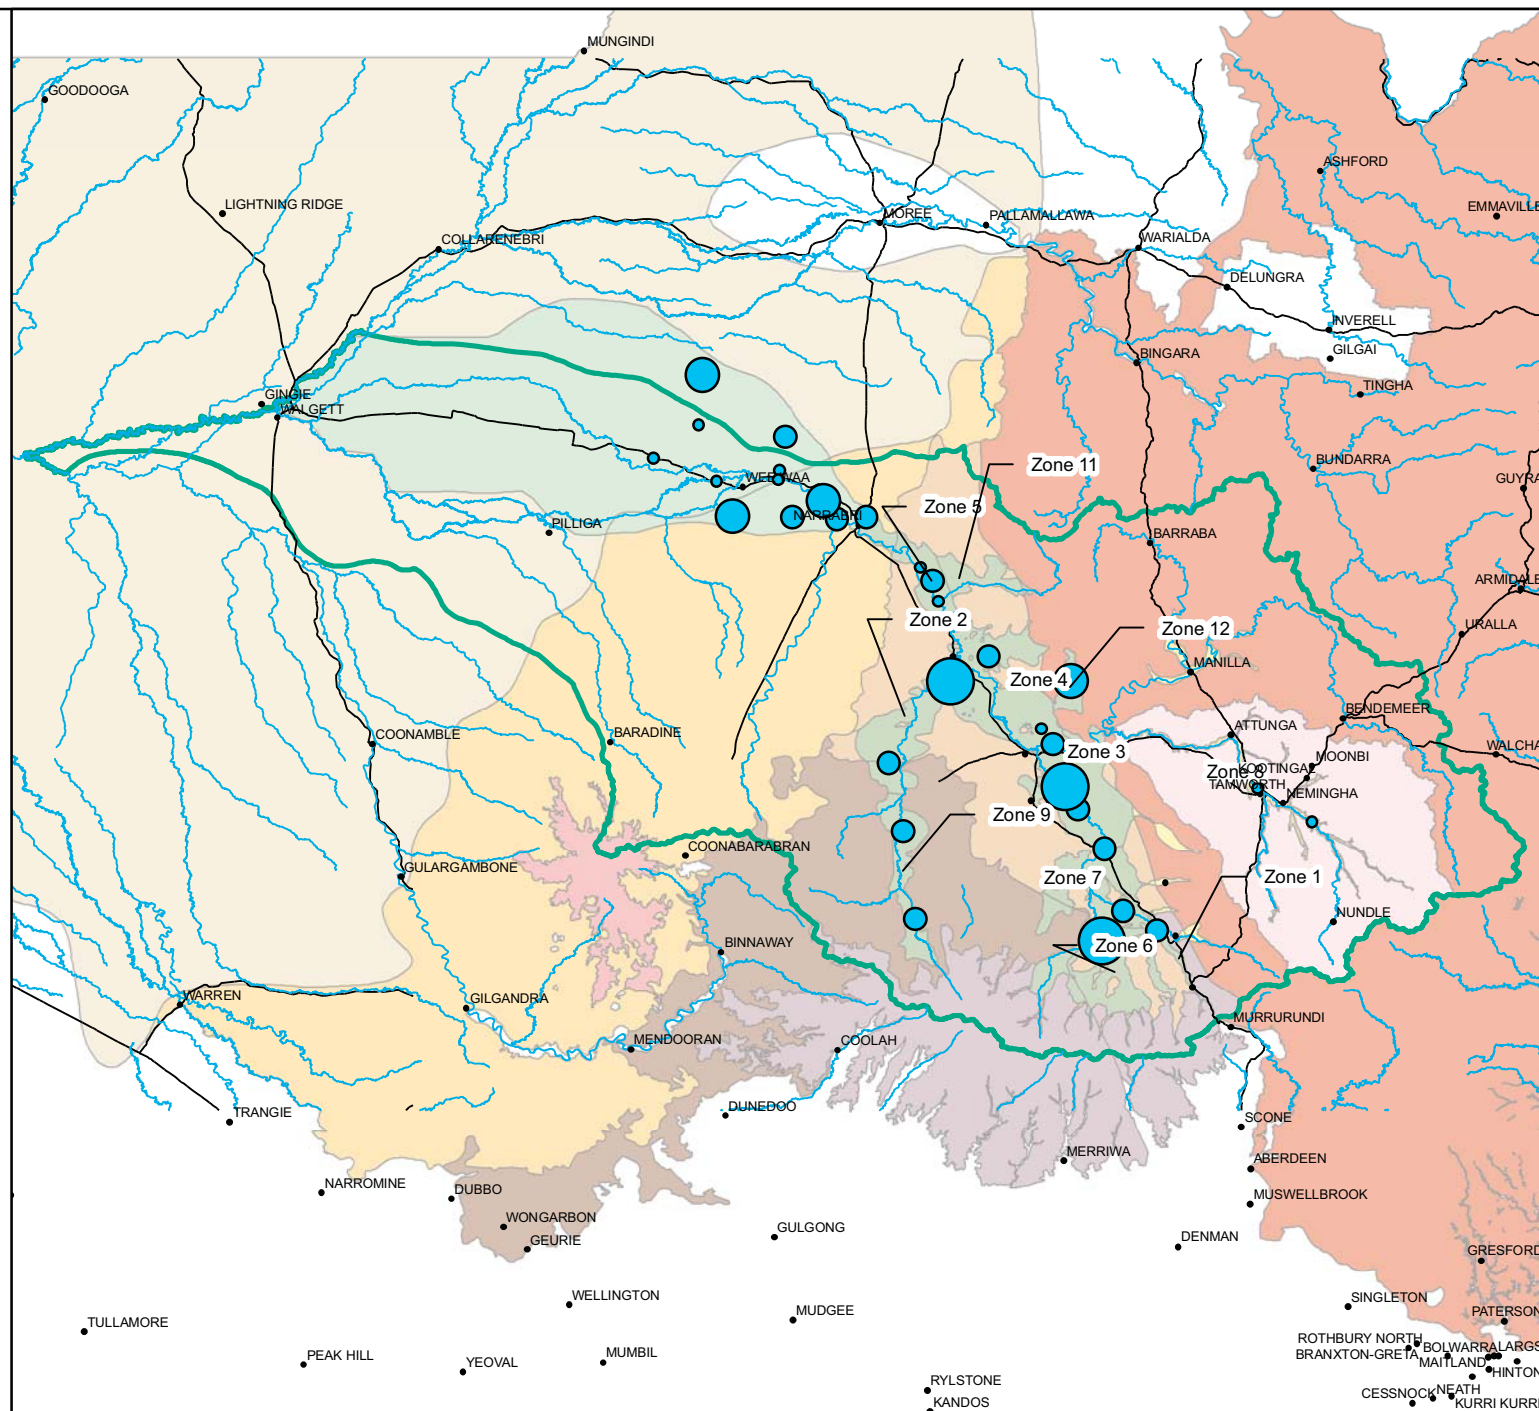 MUNGINDI
GOODOOGA
ASHFORD
LIGHTNING RIDGE
EMMAVILLE
MOREE
PALLAMALLAWA
COLLARENEBRI
WARIALDA
DELUNGRA
INVERELL
BINGARA
GILGAI
TINGHA
GINGIE
WALGETT
BUNDARRA
Zone 11
GUYRA
WEE WAA
Zone 5
NARRABRI
PILLIGA
BARRABA
ARMIDALE
Zone 2
Zone 12
URALLA
MANILLA
Zone 4
BENDEMEER
ATTUNGA
COONAMBLE
BARADINE
Zone 3
WALCHA
MOONBI
Zone 8
KOOTINGAL
TAMWORTH
NEMINGHA
Zone 9
COONABARABRAN
GULARGAMBONE
Zone 7
Zone 1
NUNDLE
BINNAWAY
Zone 6
WARREN
GILGANDRA
MURRURUNDI
MENDOORAN
COOLAH
TRANGIE
DUNEDOO
SCONE
MERRIWA
ABERDEEN
NARROMINE
DUBBO
MUSWELLBROOK
WONGARBON
GULGONG
GEURIE
DENMAN
GRESFORD
WELLINGTON
SINGLETON
MUDGEE
PATERSON
TULLAMORE
ROTHBURY NORTH
BOLWARRA
LARGS
BRANXTON-GRETA
MAITLAND
PEAK HILL
YEOVAL
MUMBIL
HINTON
RYLSTONE
CESSNOCK
NEATH
KANDOS
KURRI KURRI